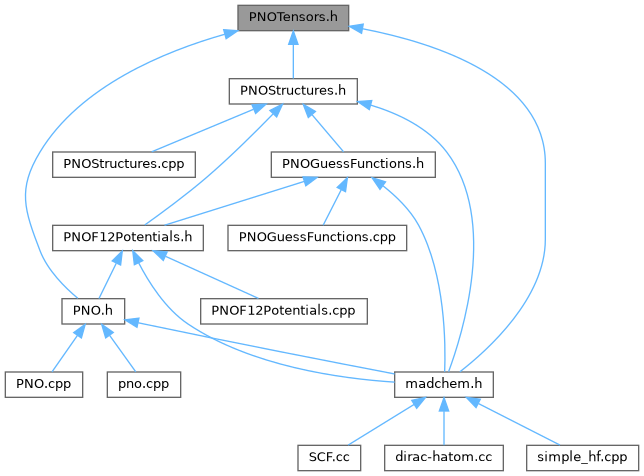 PNOTensors.h
PNOStructures.h
PNOStructures.cpp
PNOGuessFunctions.h
PNOF12Potentials.h
PNOGuessFunctions.cpp
PNO.h
PNOF12Potentials.cpp
PNO.cpp
pno.cpp
madchem.h
SCF.cc
dirac-hatom.cc
simple_hf.cpp